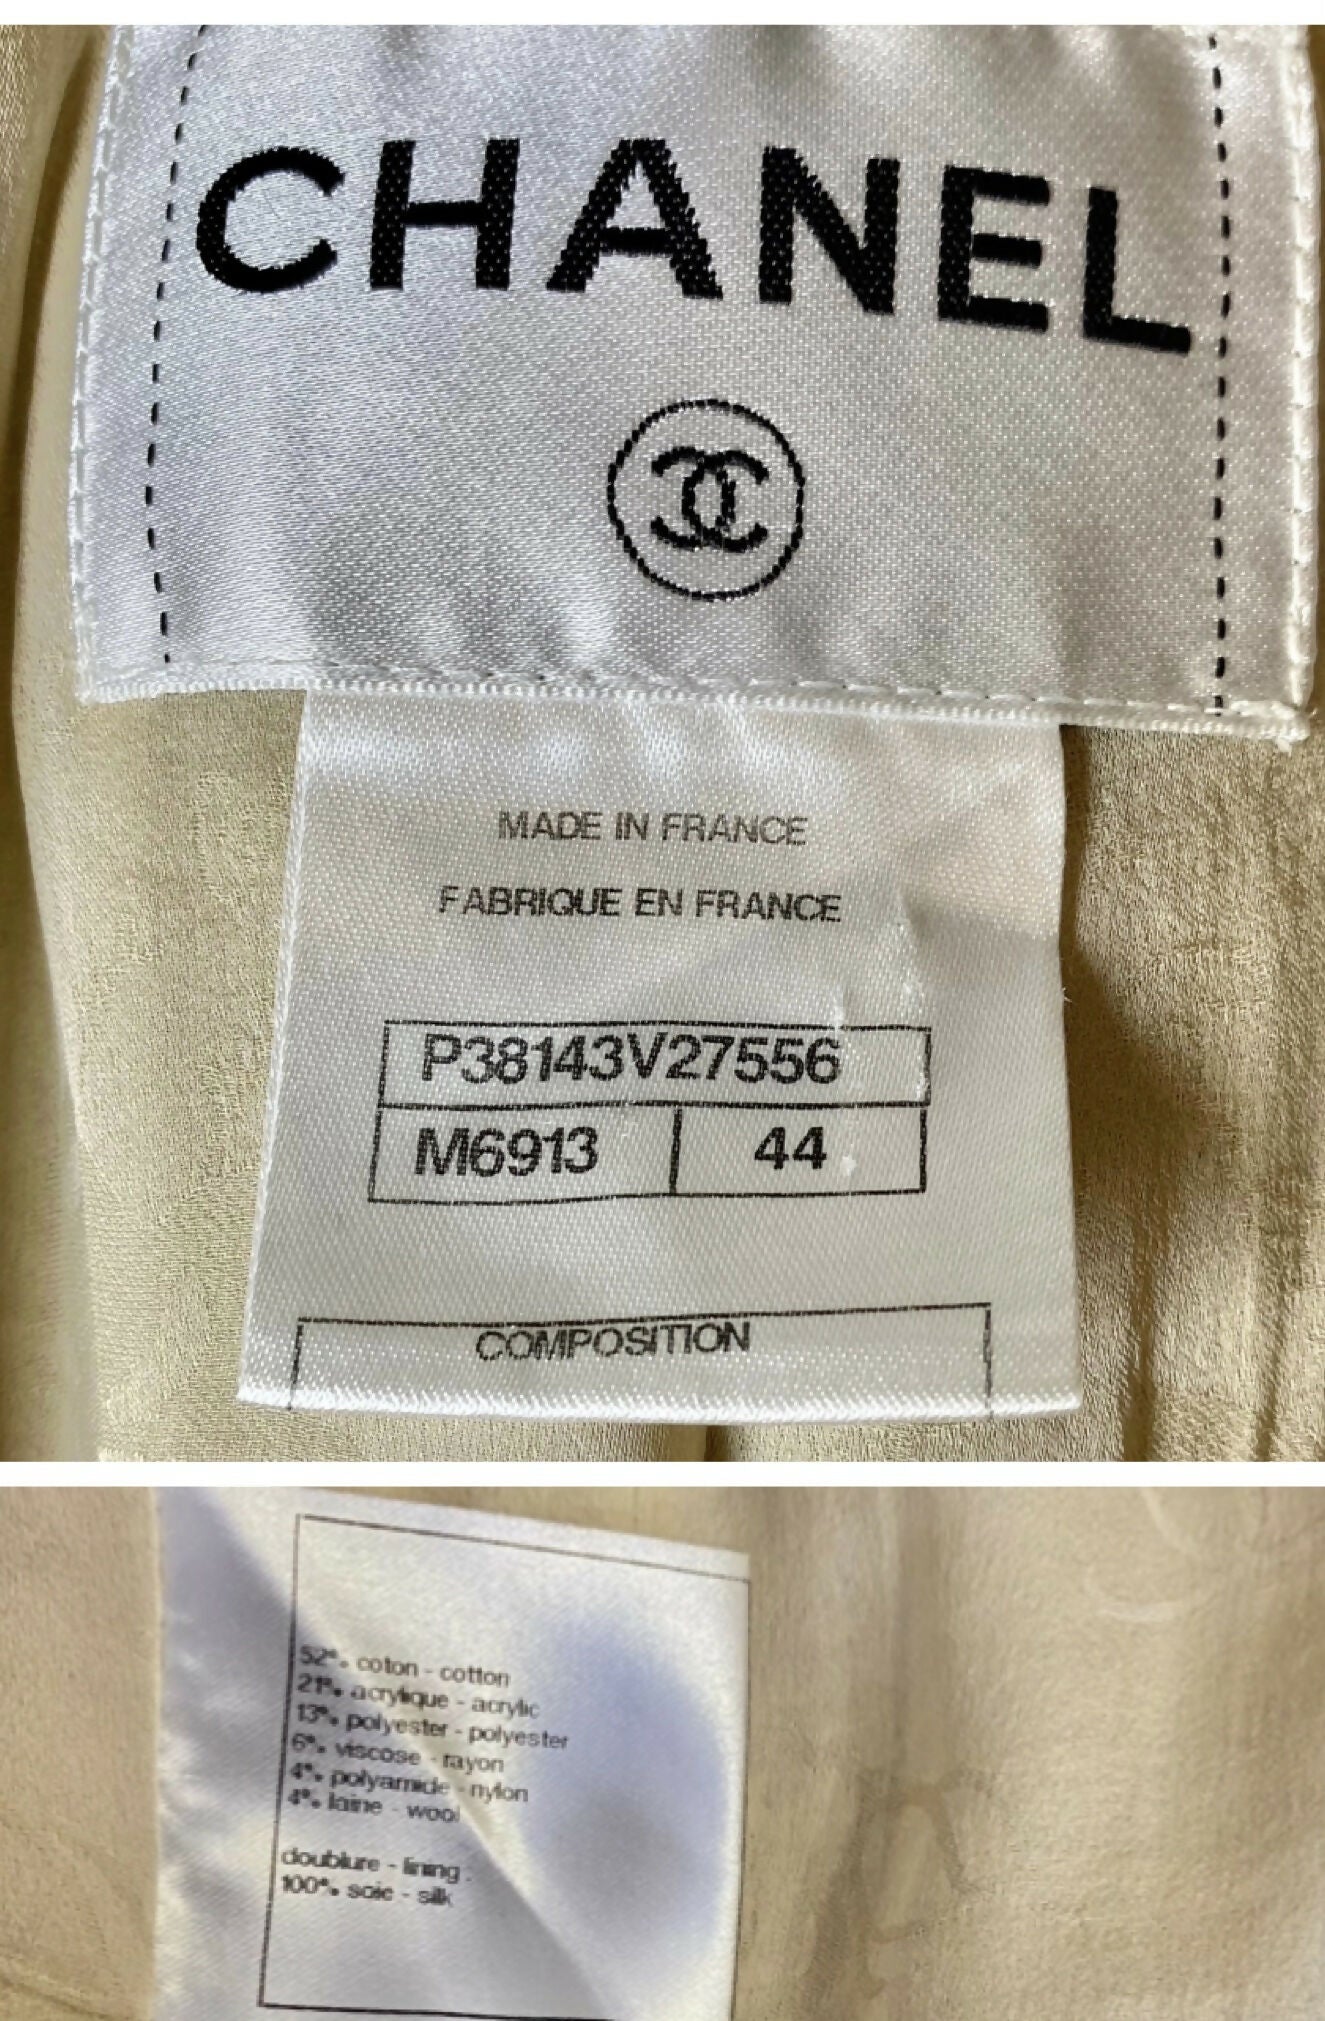 CHANEL
MADE IN FRANCE
FABRIQUE EN FRANCE
P38143V27556
M6913 44
COMPOSITION
52% coton - cotton
21% acrylique - acrylic
13% polyester - polyester
6% viscose - rayon
4% polyamide - nylon
4% laine - wool
doublure - lining
100% soie - silk